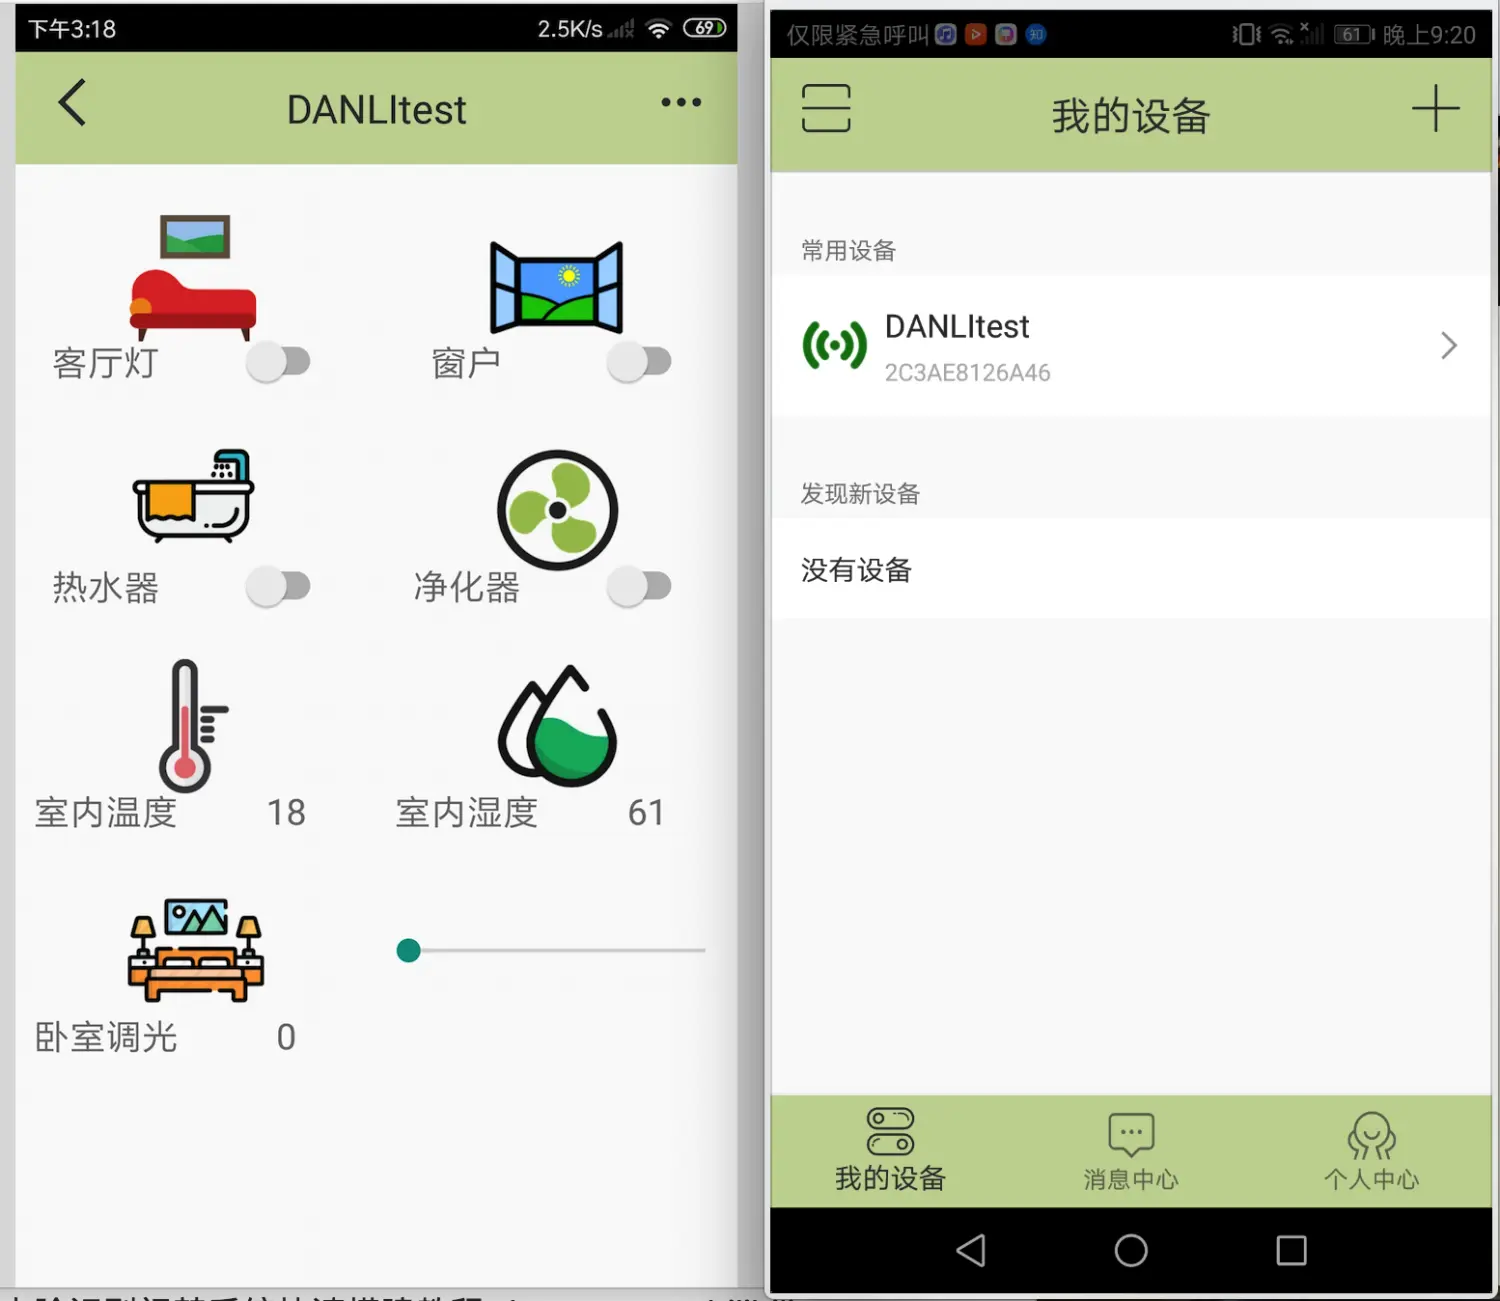 下午3:18
2.5K/s
69
DANLItest
客厅灯
窗户
热水器
净化器
室内温度 18
室内湿度 61
卧室调光 0
仅限紧急呼叫
知
61
晚上9:20
我的设备
常用设备
DANLItest
2C3AE8126A46
发现新设备
没有设备
我的设备
消息中心
个人中心